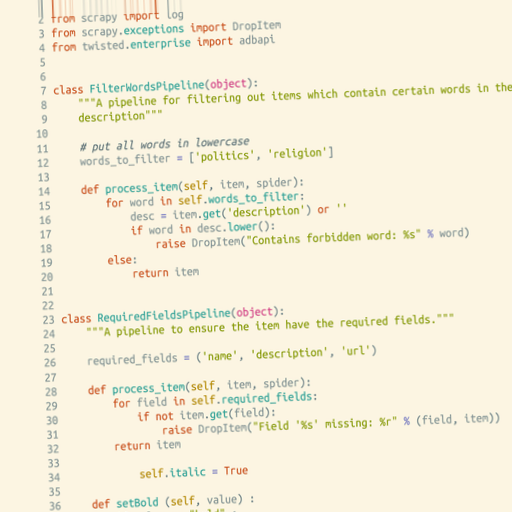 2 from scrapy import log
3 from scrapy.exceptions import DropItem
4 from twisted.enterprise import adbapi
5
6
7 class FilterWordsPipeline(object):
8 """A pipeline for filtering out items which contain certain words in the
9 description"""
10
11 # put all words in lowercase
12 words_to_filter = ['politics', 'religion']
13
14 def process_item(self, item, spider):
15 for word in self.words_to_filter:
16 desc = item.get('description') or ''
17 if word in desc.lower():
18 raise DropItem("Contains forbidden word: %s" % word)
19 else:
20 return item
21
22
23 class RequiredFieldsPipeline(object):
24 """A pipeline to ensure the item have the required fields."""
25
26 required_fields = ('name', 'description', 'url')
27
28 def process_item(self, item, spider):
29 for field in self.required_fields:
30 if not item.get(field):
31 raise DropItem("Field '%s' missing: %r" % (field, item))
32 return item
33
34 self.italic = True
35
36 def setBold (self, value) :